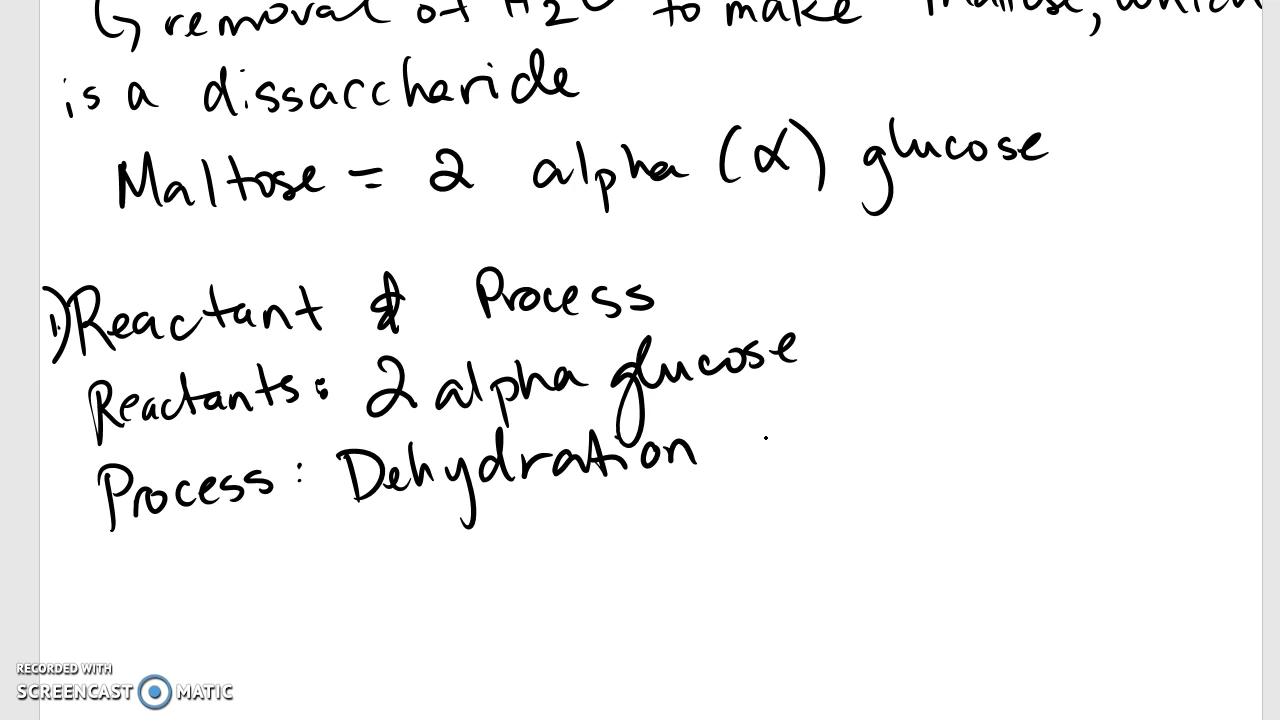 ↳ removal of H2O to make maltose, which
is a dissaccharide
Maltose = 2 alpha (α) glucose
1) Reactant & Process
Reactants: 2 alpha glucose
Process: Dehydration
RECORDED WITH
SCREENCAST MATIC